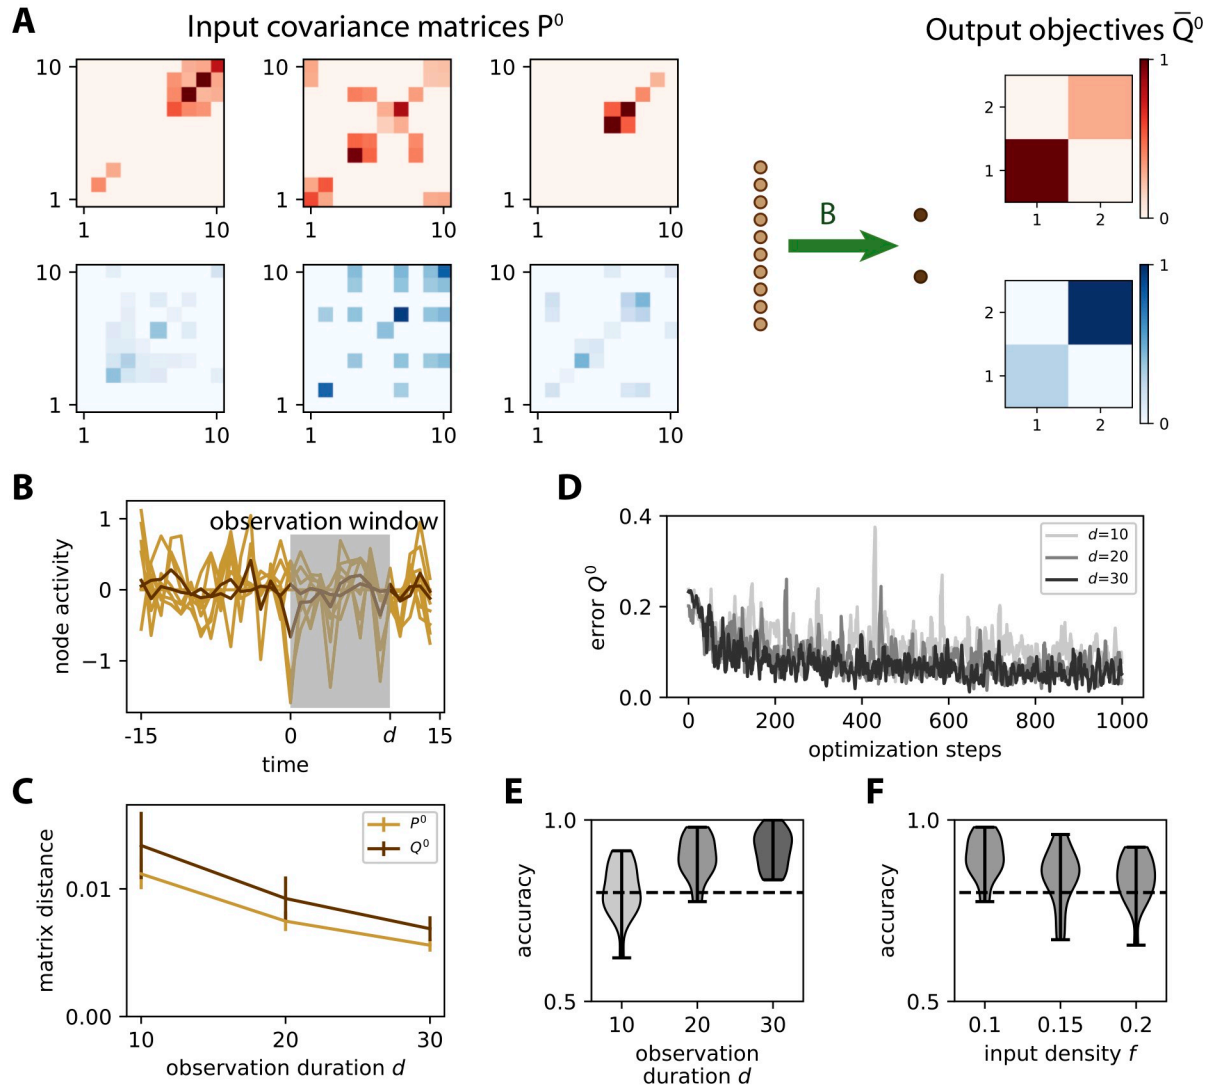 A
Input covariance matrices P⁰
Output objectives Q̅⁰
10
1
1 10
10
1
1 10
10
1
1 10
10
1
1 10
10
1
1 10
10
1
1 10
B
2
1
1 2
1
0
2
1
1 2
1
0
B
observation window
node activity
1
0
−1
-15 0 d 15
time
C
matrix distance
0.01
0.00
P⁰
Q⁰
10 20 30
observation duration d
D
error Q⁰
0.4
0.2
0.0
d=10
d=20
d=30
0 200 400 600 800 1000
optimization steps
E
accuracy
1.0
0.5
10 20 30
observation
duration d
F
accuracy
1.0
0.5
0.1 0.15 0.2
input density f